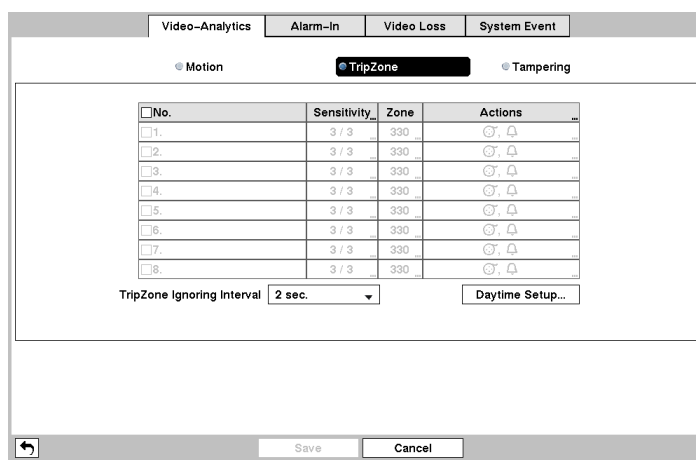 Video-Analytics Alarm-In Video Loss System Event
Motion TripZone Tampering
No. Sensitivity... Zone Actions ...
1. 3 / 3 ... 330 ... , ...
2. 3 / 3 ... 330 ... , ...
3. 3 / 3 ... 330 ... , ...
4. 3 / 3 ... 330 ... , ...
5. 3 / 3 ... 330 ... , ...
6. 3 / 3 ... 330 ... , ...
7. 3 / 3 ... 330 ... , ...
8. 3 / 3 ... 330 ... , ...
TripZone Ignoring Interval 2 sec. Daytime Setup...
Save Cancel